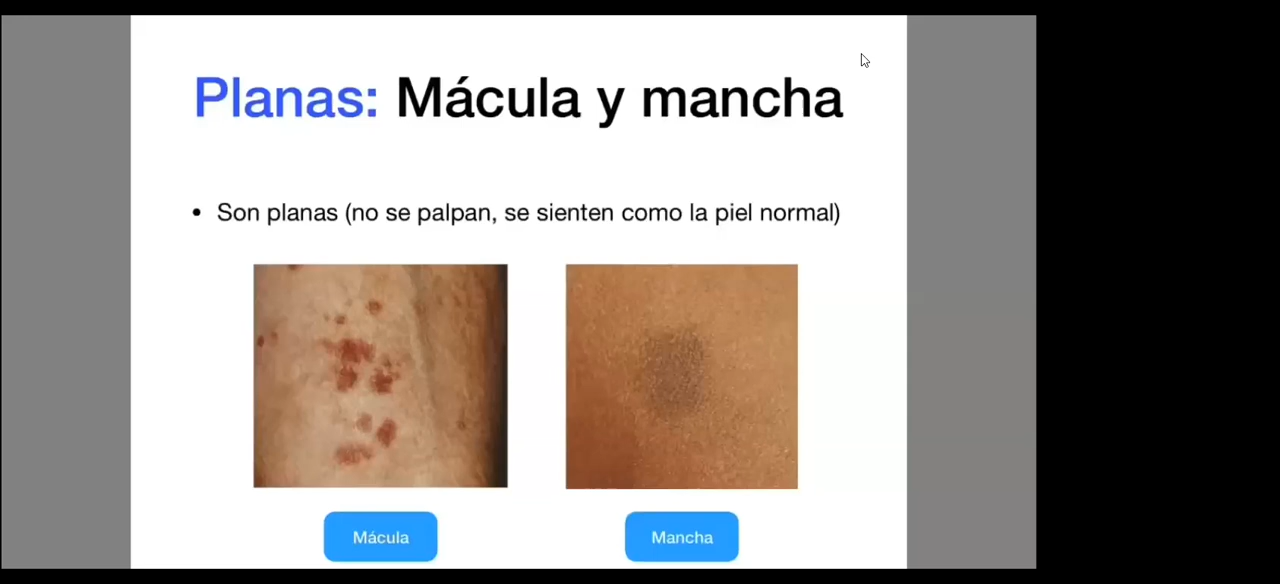 Planas: Mácula y mancha
• Son planas (no se palpan, se sienten como la piel normal)
Mácula
Mancha